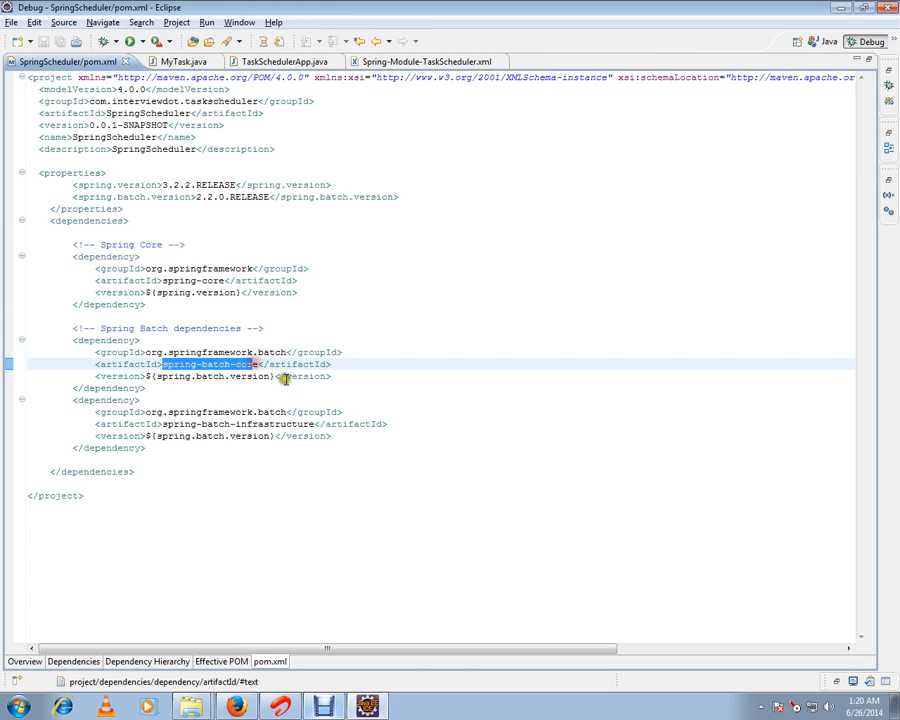 Debug - SpringScheduler/pom.xml - Eclipse
File Edit Source Navigate Search Project Run Window Help
Java Debug
SpringScheduler/pom.xml MyTask.java TaskSchedulerApp.java Spring-Module-TaskScheduler.xml
<project xmlns="http://maven.apache.org/POM/4.0.0" xmlns:xsi="http://www.w3.org/2001/XMLSchema-instance" xsi:schemaLocation="http://maven.apache.or
<modelVersion>4.0.0</modelVersion>
<groupId>com.interviewdot.taskscheduler</groupId>
<artifactId>SpringScheduler</artifactId>
<version>0.0.1-SNAPSHOT</version>
<name>SpringScheduler</name>
<description>SpringScheduler</description>
<properties>
<spring.version>3.2.2.RELEASE</spring.version>
<spring.batch.version>2.2.0.RELEASE</spring.batch.version>
</properties>
<dependencies>
<!-- Spring Core -->
<dependency>
<groupId>org.springframework</groupId>
<artifactId>spring-core</artifactId>
<version>${spring.version}</version>
</dependency>
<!-- Spring Batch dependencies -->
<dependency>
<groupId>org.springframework.batch</groupId>
<artifactId>spring-batch-core</artifactId>
<version>${spring.batch.version}</version>
</dependency>
<dependency>
<groupId>org.springframework.batch</groupId>
<artifactId>spring-batch-infrastructure</artifactId>
<version>${spring.batch.version}</version>
</dependency>
</dependencies>
</project>
Overview Dependencies Dependency Hierarchy Effective POM pom.xml
project/dependencies/dependency/artifactId/#text
1:20 AM
6/26/2014